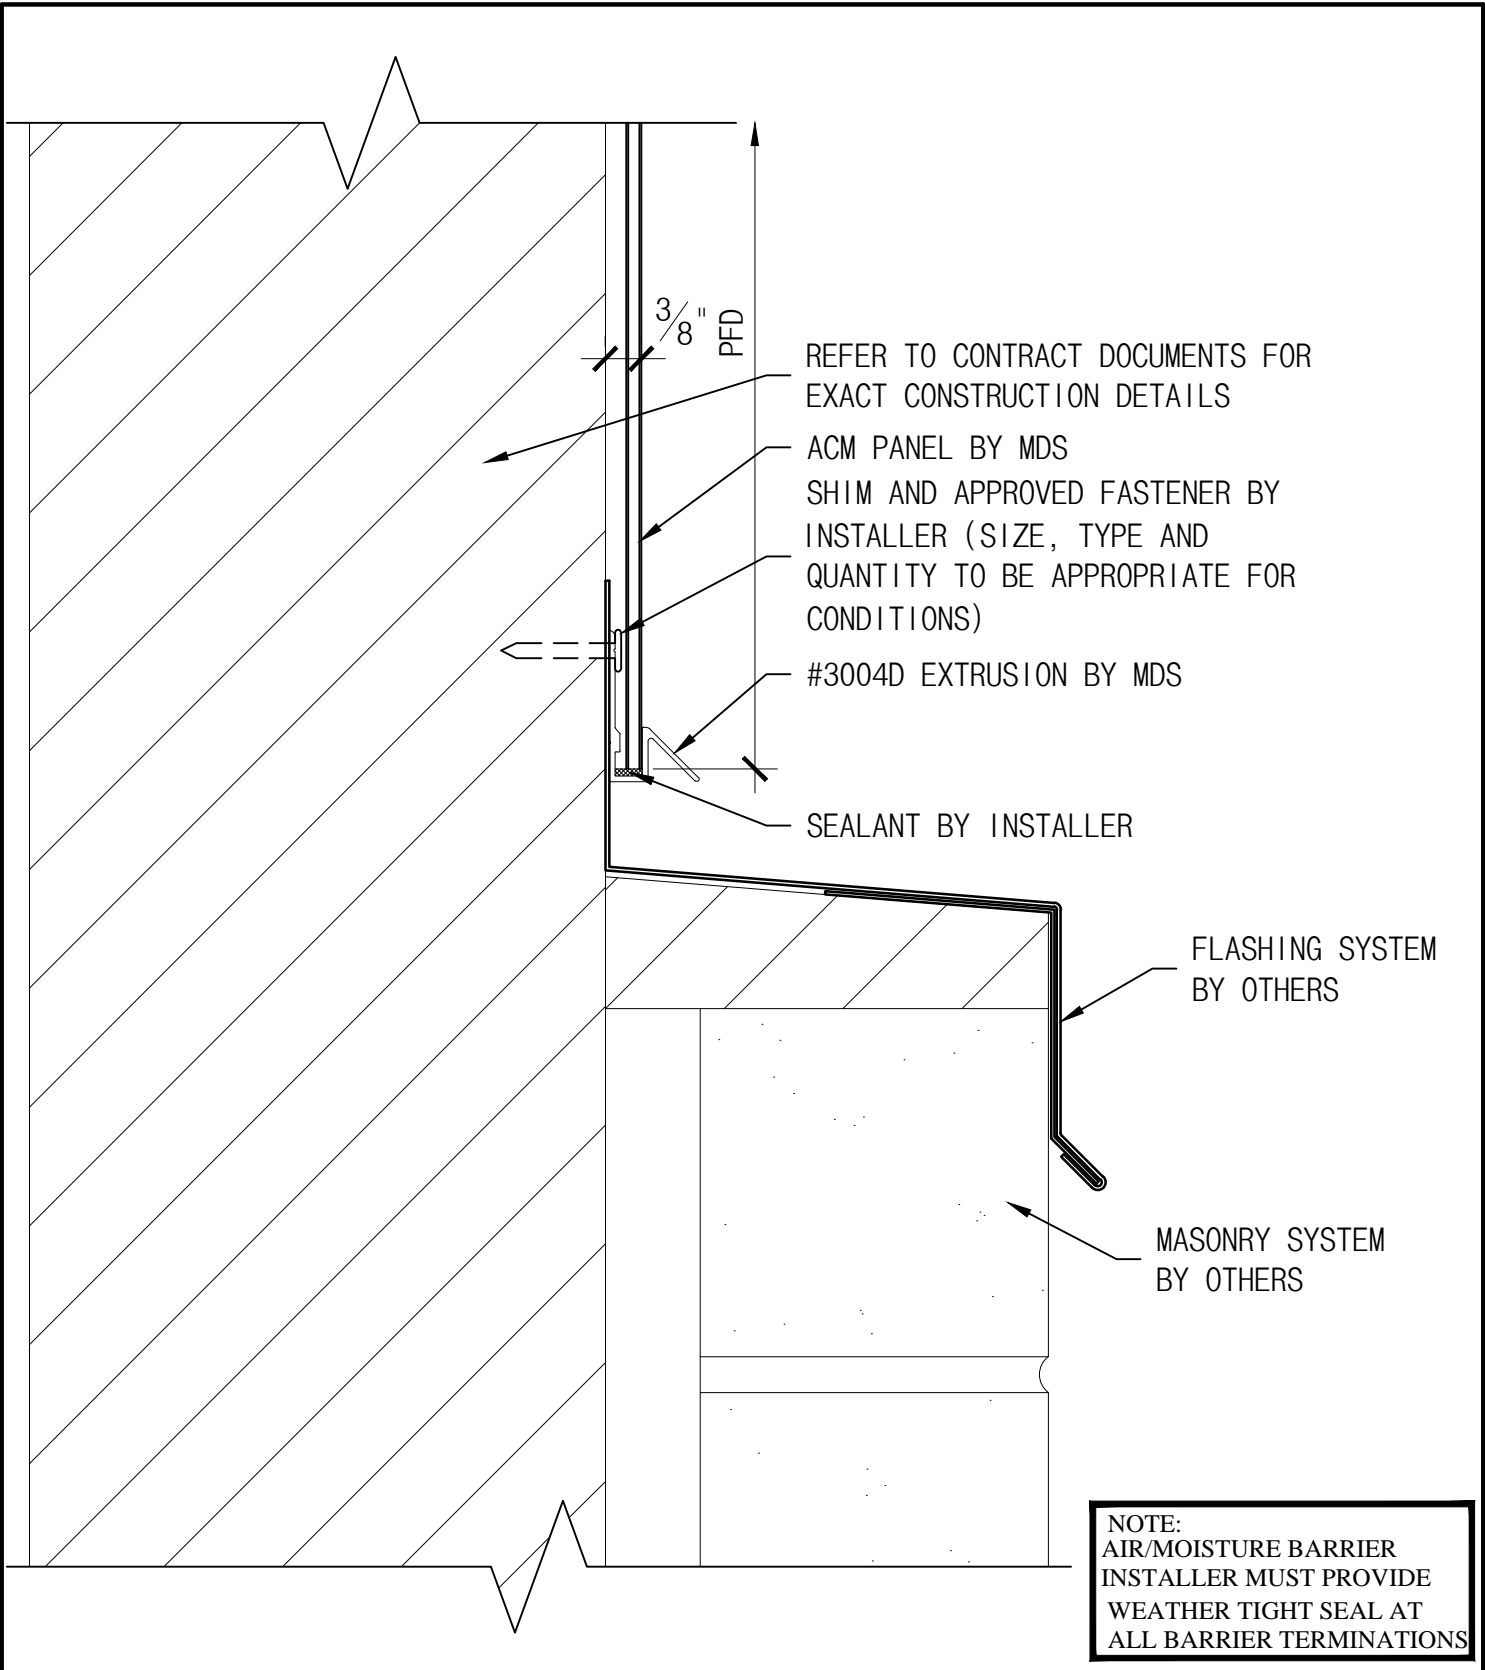 3/8"
PFD
REFER TO CONTRACT DOCUMENTS FOR
EXACT CONSTRUCTION DETAILS
ACM PANEL BY MDS
SHIM AND APPROVED FASTENER BY
INSTALLER (SIZE, TYPE AND
QUANTITY TO BE APPROPRIATE FOR
CONDITIONS)
#3004D EXTRUSION BY MDS
SEALANT BY INSTALLER
FLASHING SYSTEM
BY OTHERS
MASONRY SYSTEM
BY OTHERS
NOTE:
AIR/MOISTURE BARRIER
INSTALLER MUST PROVIDE
WEATHER TIGHT SEAL AT
ALL BARRIER TERMINATIONS